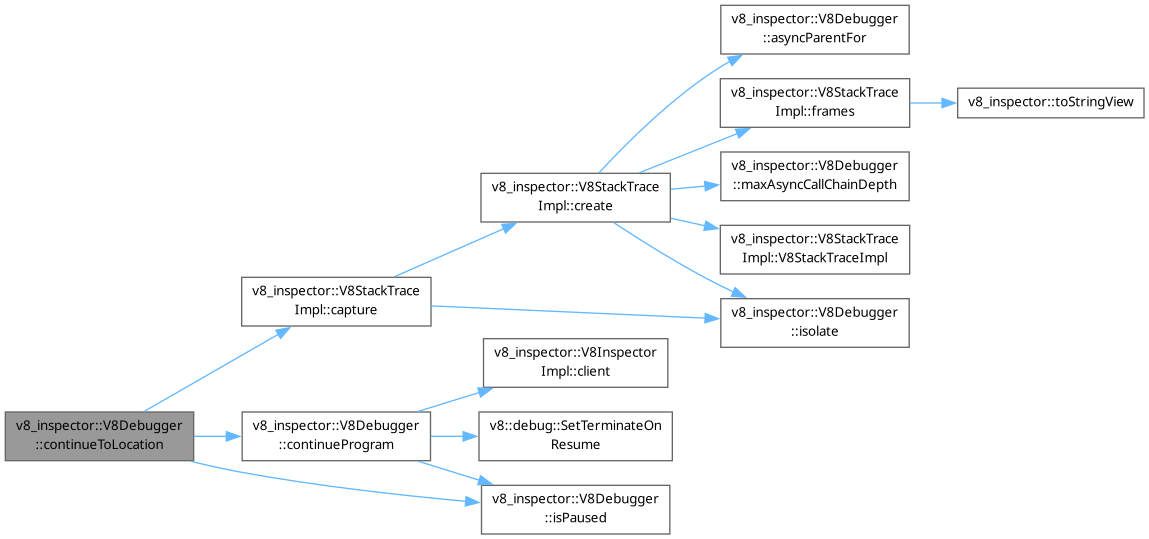 v8_inspector::V8Debugger
::continueToLocation
v8_inspector::V8StackTrace
Impl::capture
v8_inspector::V8Debugger
::continueProgram
v8_inspector::V8StackTrace
Impl::create
v8_inspector::V8Inspector
Impl::client
v8::debug::SetTerminateOn
Resume
v8_inspector::V8Debugger
::isPaused
v8_inspector::V8Debugger
::asyncParentFor
v8_inspector::V8StackTrace
Impl::frames
v8_inspector::V8Debugger
::maxAsyncCallChainDepth
v8_inspector::V8StackTrace
Impl::V8StackTraceImpl
v8_inspector::V8Debugger
::isolate
v8_inspector::toStringView